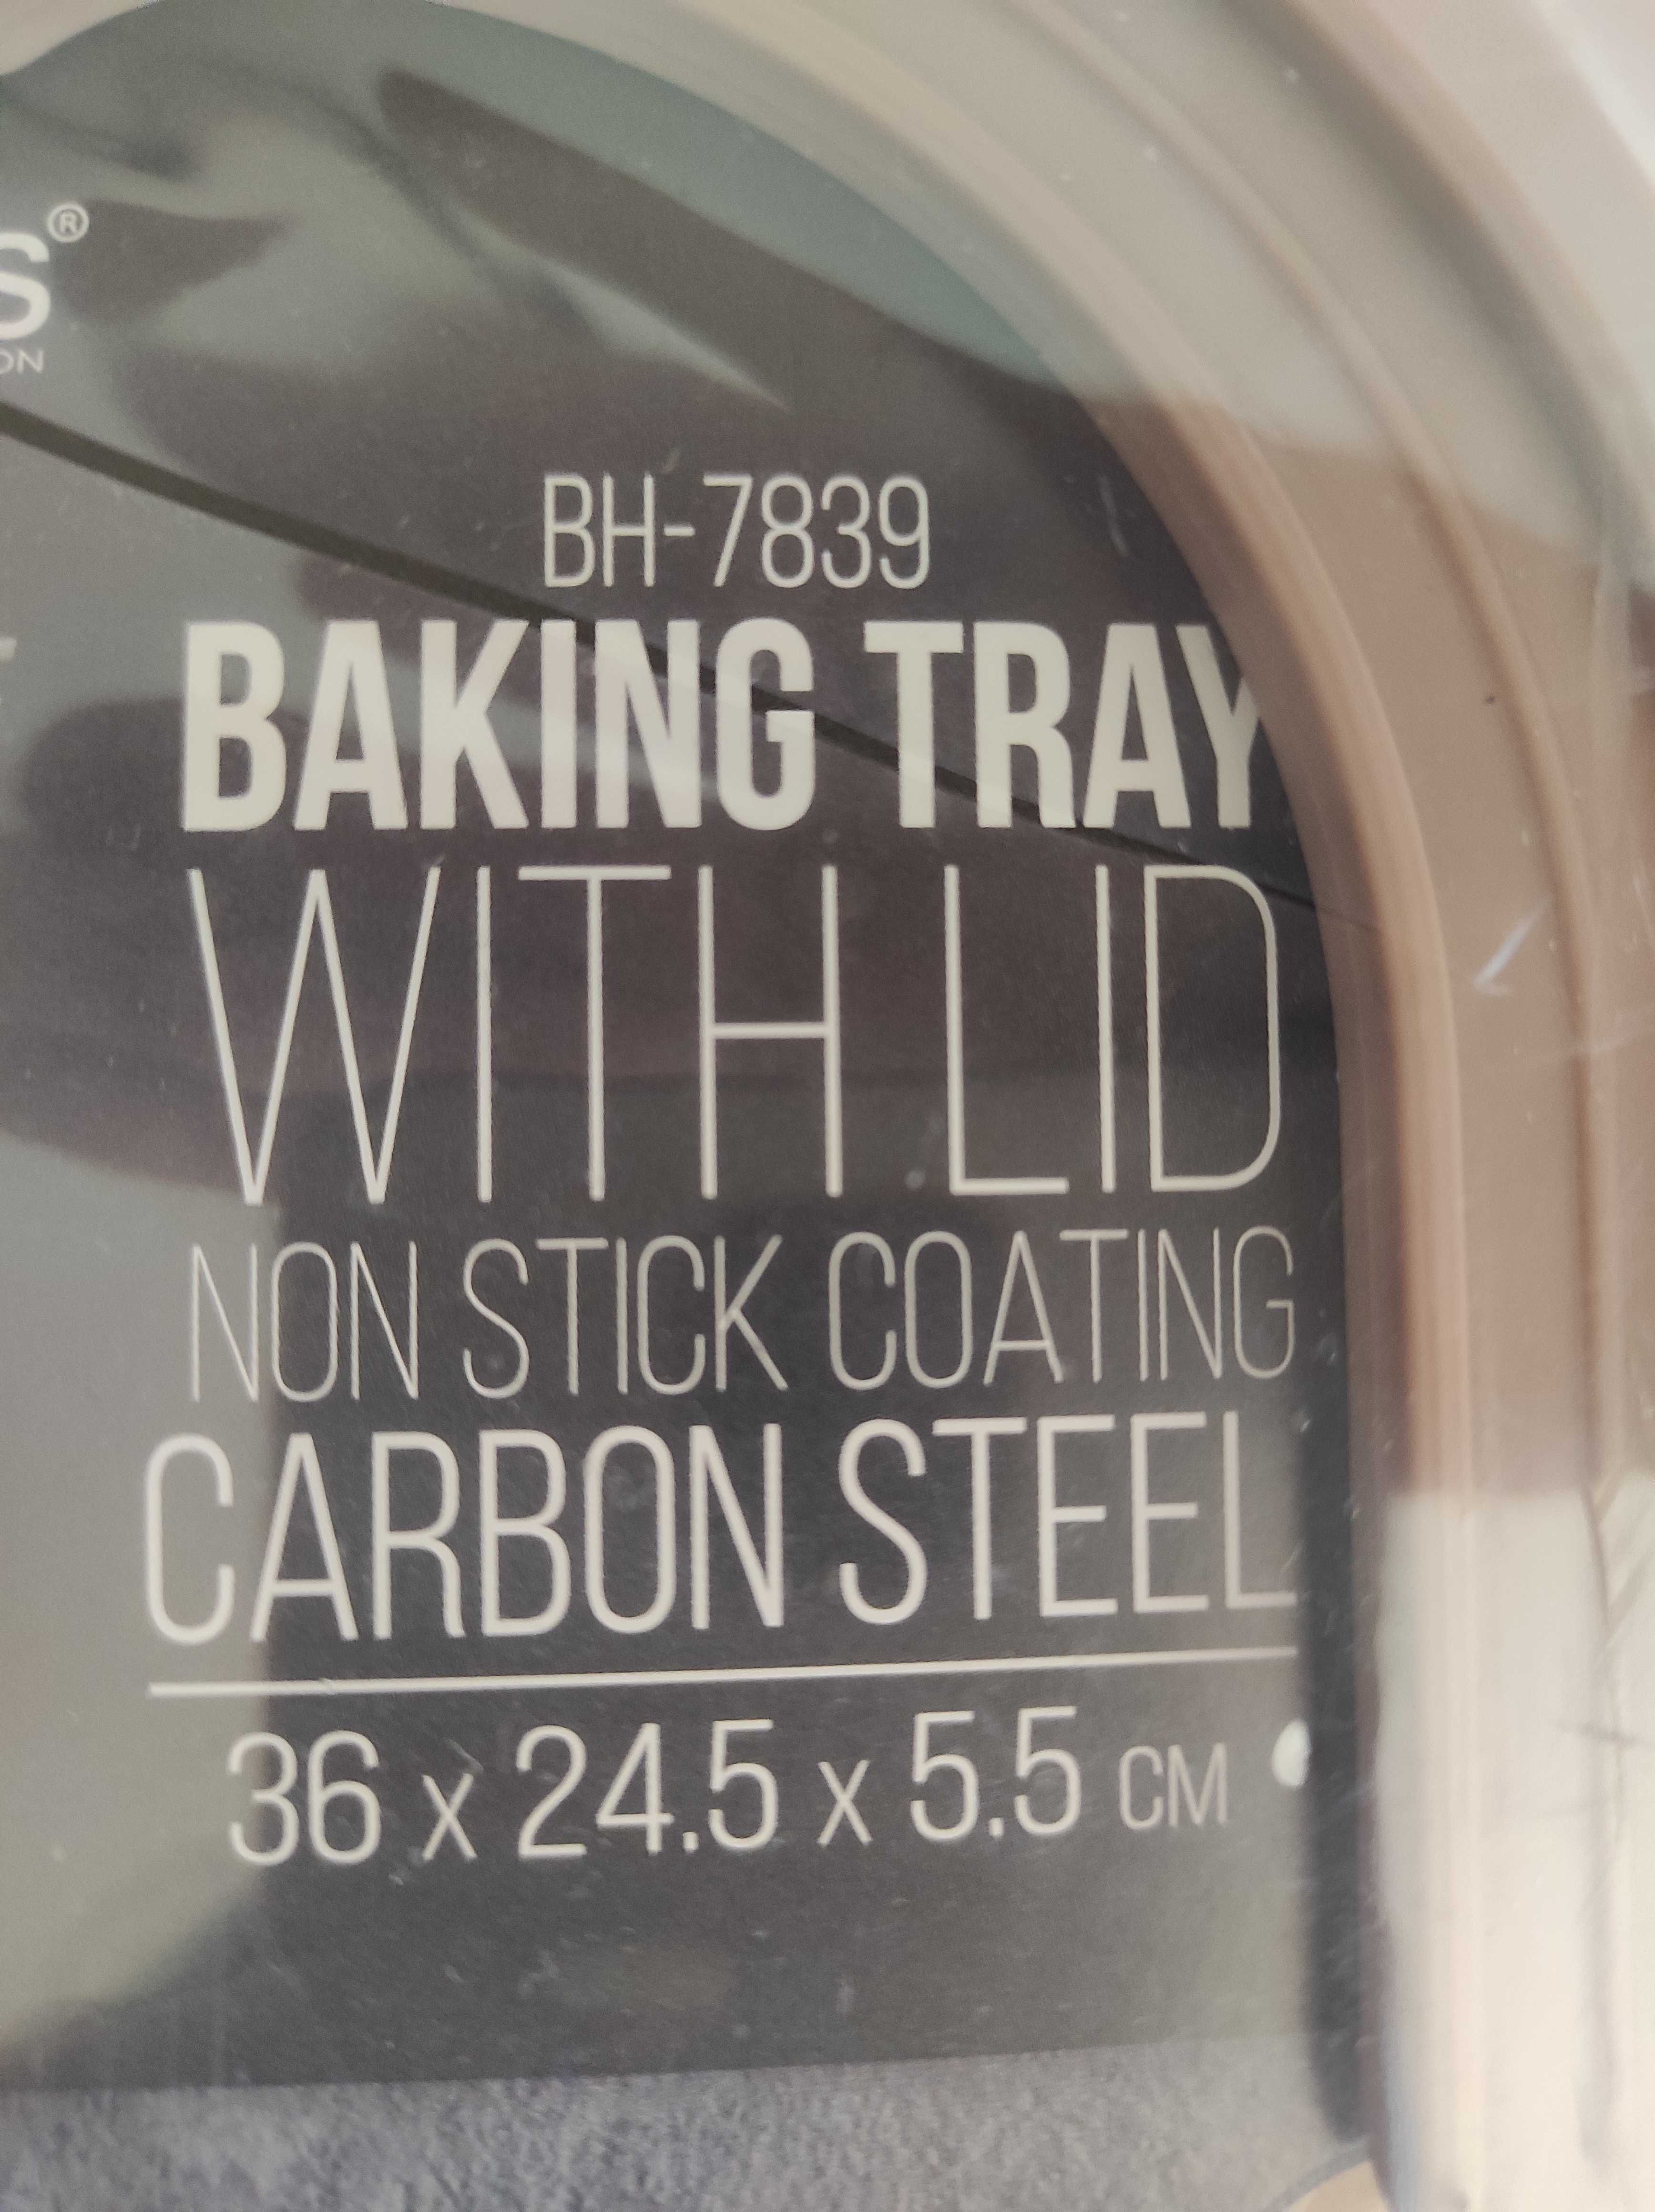 BH-7839
BAKING TRAY
WITH LID
NON STICK COATING
CARBON STEEL
36 x 24.5 x 5.5 CM